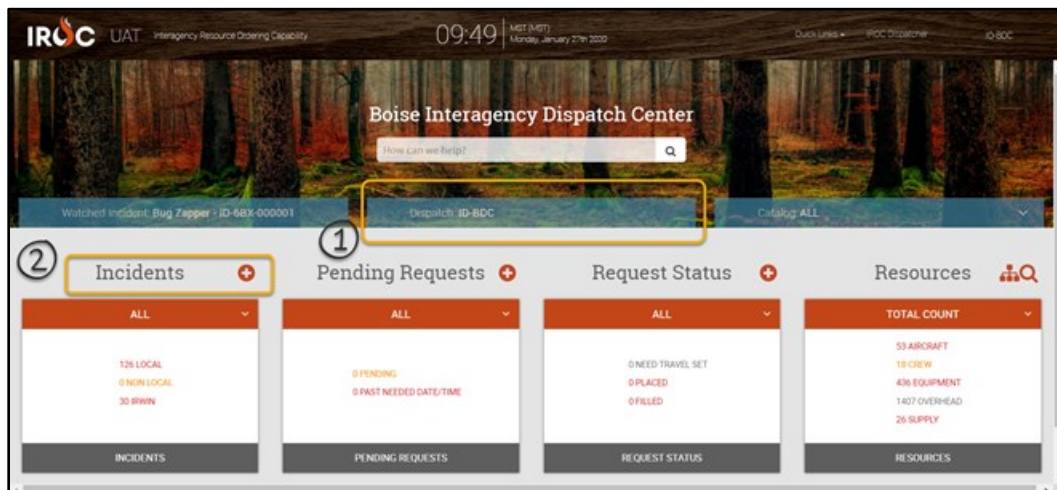 IROC UAT Interagency Resource Ordering Capability
09:49 MST (MST)
Monday, January 27th 2020
Quick Links IROC Dispatcher ID-BDC
Boise Interagency Dispatch Center
How can we help?
Watched Incident: Bug Zapper - ID-6BX-000001
Dispatch: ID-BDC
Catalog: ALL
1
2
Incidents
Pending Requests
Request Status
Resources
ALL
ALL
ALL
TOTAL COUNT
126 LOCAL
0 NON LOCAL
30 IRWIN
0 PENDING
0 PAST NEEDED DATE/TIME
0 NEED TRAVEL SET
0 PLACED
0 FILLED
53 AIRCRAFT
18 CREW
436 EQUIPMENT
1407 OVERHEAD
26 SUPPLY
INCIDENTS
PENDING REQUESTS
REQUEST STATUS
RESOURCES